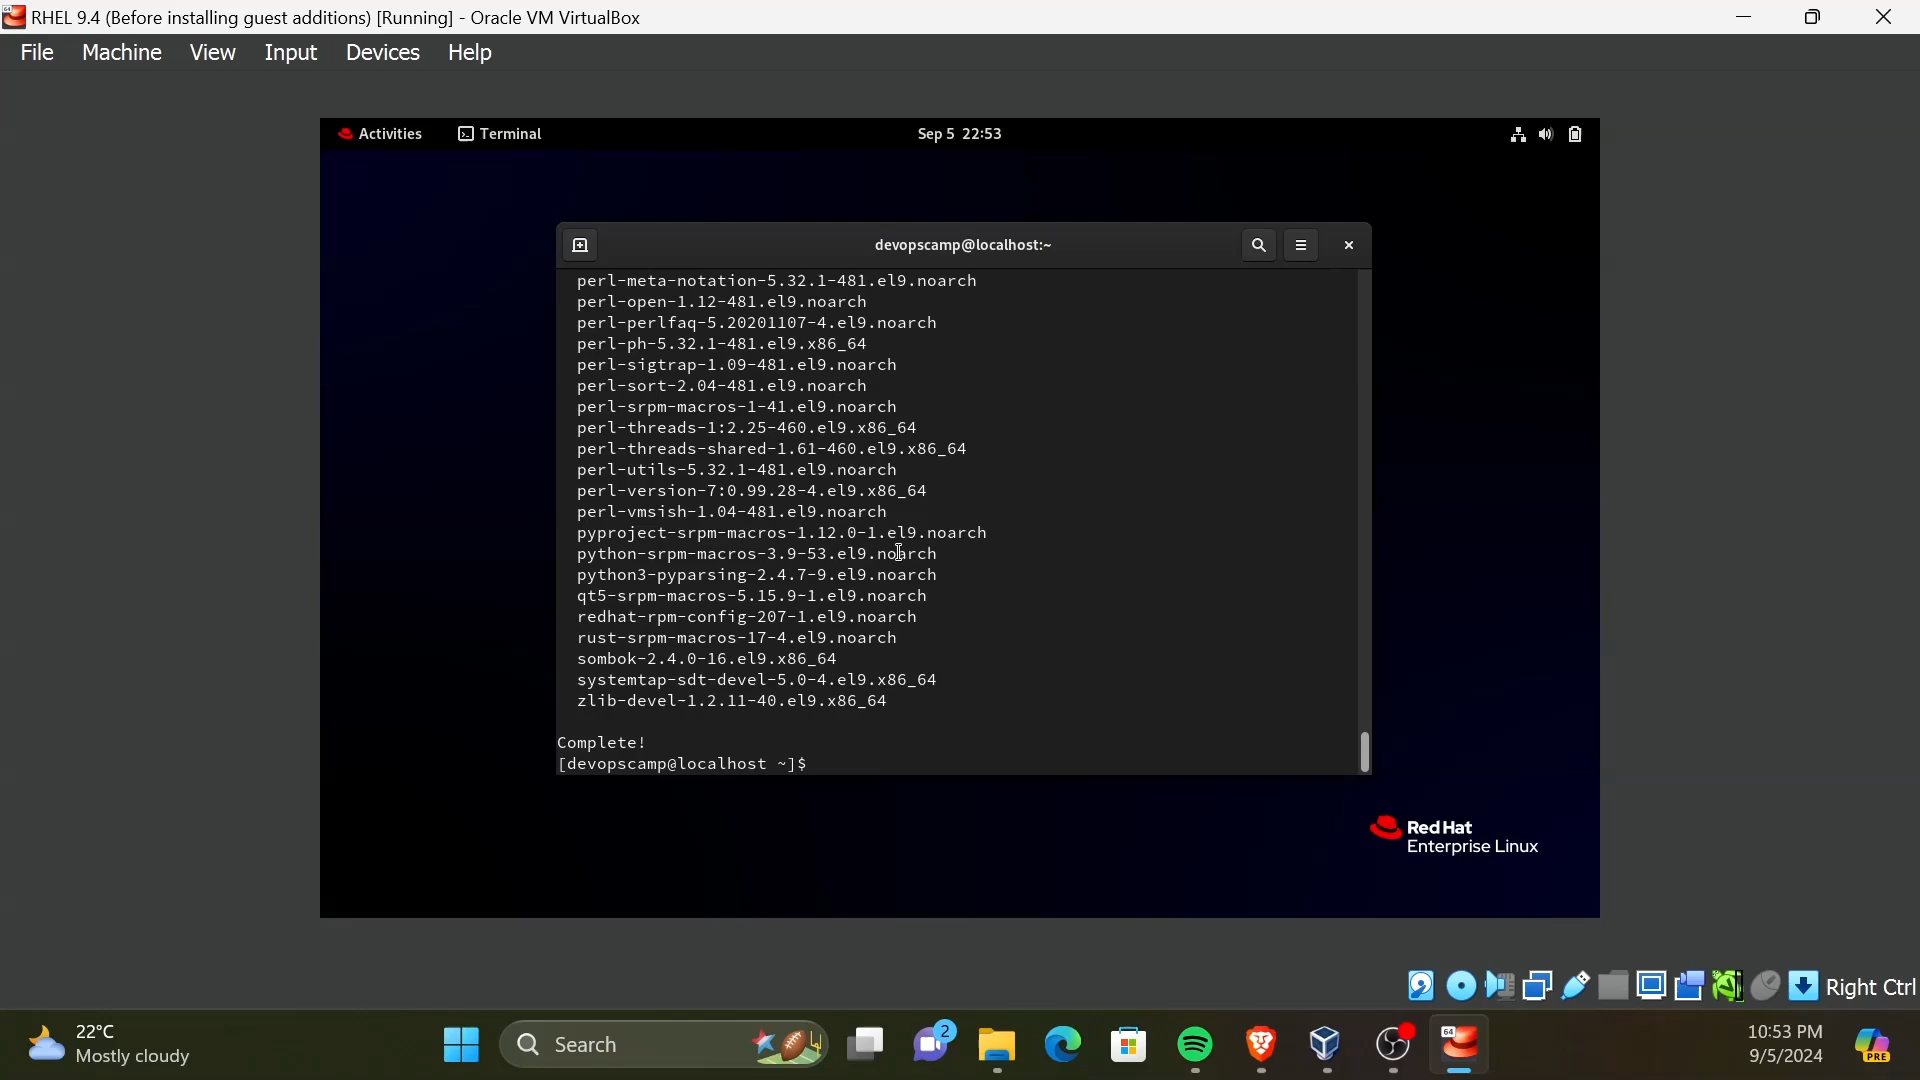 RHEL 9.4 (Before installing guest additions) [Running] - Oracle VM VirtualBox
File Machine View Input Devices Help
Activities Terminal Sep 5 22:53
devopscamp@localhost:~
perl-meta-notation-5.32.1-481.el9.noarch
perl-open-1.12-481.el9.noarch
perl-perlfaq-5.20201107-4.el9.noarch
perl-ph-5.32.1-481.el9.x86_64
perl-sigtrap-1.09-481.el9.noarch
perl-sort-2.04-481.el9.noarch
perl-srpm-macros-1-41.el9.noarch
perl-threads-1:2.25-460.el9.x86_64
perl-threads-shared-1.61-460.el9.x86_64
perl-utils-5.32.1-481.el9.noarch
perl-version-7:0.99.28-4.el9.x86_64
perl-vmsish-1.04-481.el9.noarch
pyproject-srpm-macros-1.12.0-1.el9.noarch
python-srpm-macros-3.9-53.el9.noarch
python3-pyparsing-2.4.7-9.el9.noarch
qt5-srpm-macros-5.15.9-1.el9.noarch
redhat-rpm-config-207-1.el9.noarch
rust-srpm-macros-17-4.el9.noarch
sombok-2.4.0-16.el9.x86_64
systemtap-sdt-devel-5.0-4.el9.x86_64
zlib-devel-1.2.11-40.el9.x86_64
Complete!
[devopscamp@localhost ~]$
Red Hat
Enterprise Linux
Right Ctrl
22°C
Mostly cloudy
Search
2
64
10:53 PM
9/5/2024
PRE